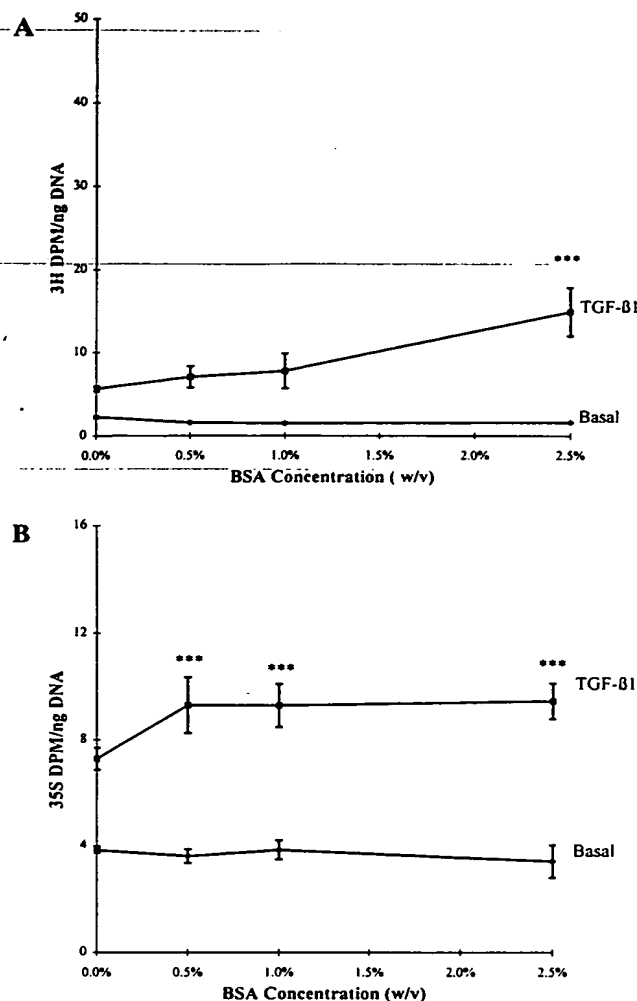 A
50
40
30
20
10
0
3H DPM/ng DNA
***
TGF-ß1
Basal
0.0% 0.5% 1.0% 1.5% 2.0% 2.5%
BSA Concentration ( w/v)
B
16
12
8
4
0
35S DPM/ng DNA
*** *** ***
TGF-ß1
Basal
0.0% 0.5% 1.0% 1.5% 2.0% 2.5%
BSA Concentration (w/v)